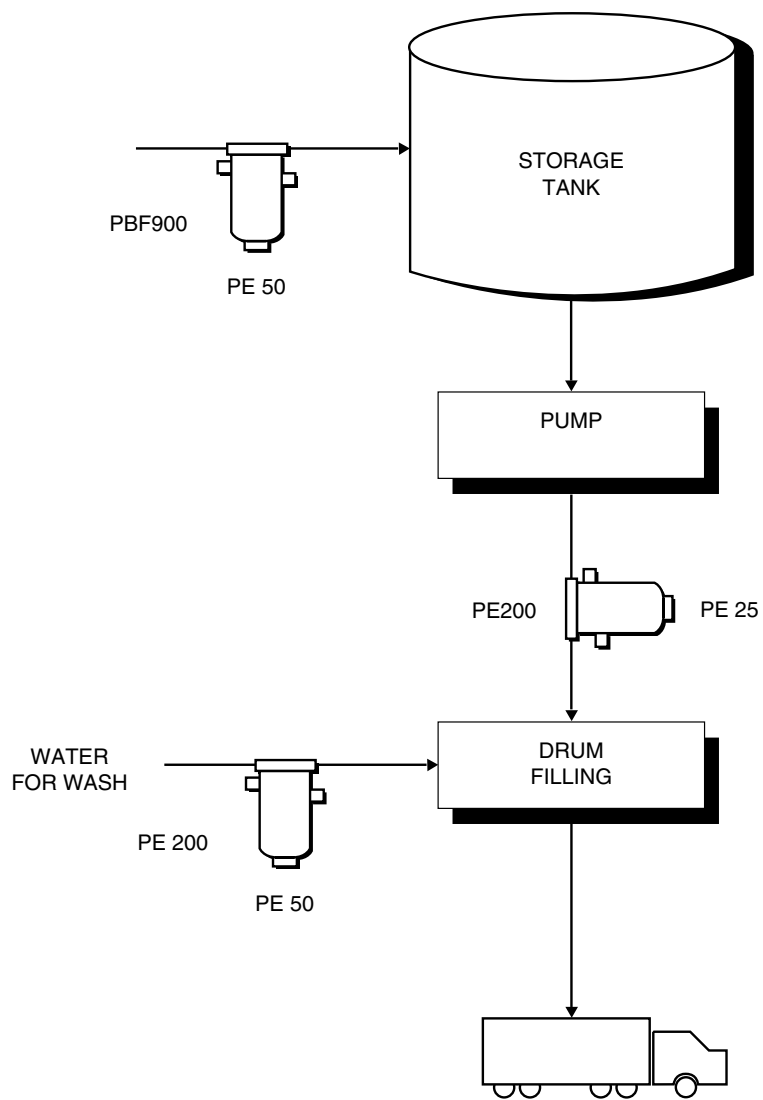 STORAGE
TANK
PBF900
PE 50
PUMP
PE200
PE 25
WATER
FOR WASH
DRUM
FILLING
PE 200
PE 50